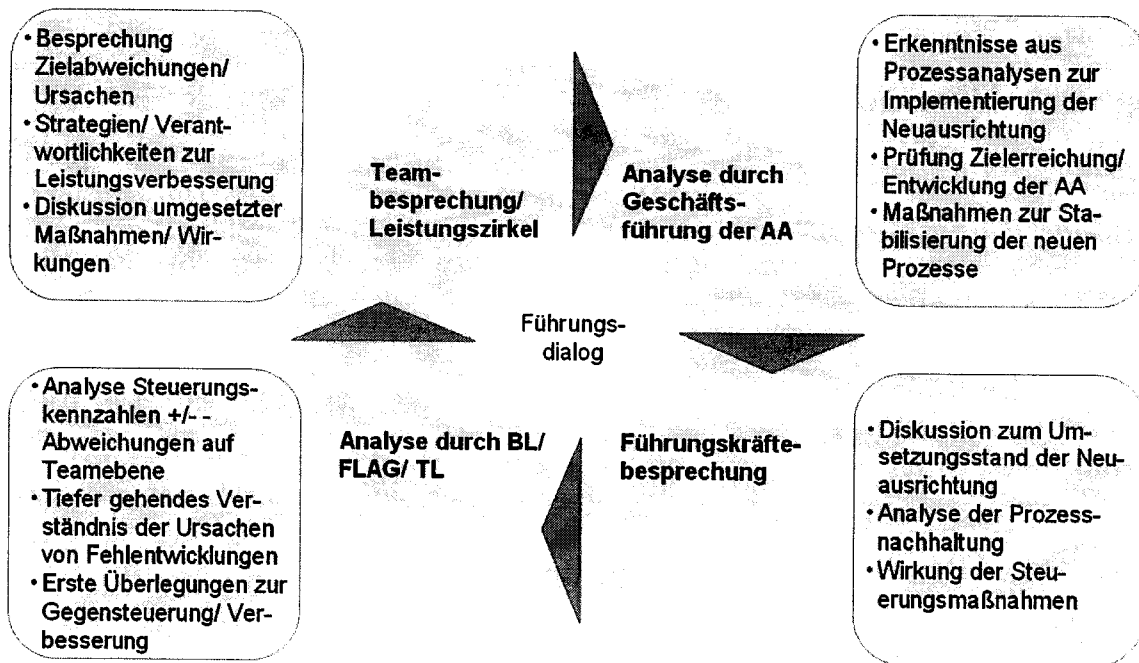 • Besprechung
Zielabweichungen/
Ursachen
• Strategien/ Verant-
wortlichkeiten zur
Leistungsverbesserung
• Diskussion umgesetzter
Maßnahmen/ Wir-
kungen
Team-
besprechung/
Leistungszirkel
Analyse durch
Geschäfts-
führung der AA
• Erkenntnisse aus
Prozessanalysen zur
Implementierung der
Neuausrichtung
• Prüfung Zielerreichung/
Entwicklung der AA
• Maßnahmen zur Sta-
bilisierung der neuen
Prozesse
Führungs-
dialog
• Analyse Steuerungs-
kennzahlen +/- -
Abweichungen auf
Teamebene
• Tiefer gehendes Ver-
ständnis der Ursachen
von Fehlentwicklungen
• Erste Überlegungen zur
Gegensteuerung/ Ver-
besserung
Analyse durch BL/
FLAG/ TL
Führungskräfte-
besprechung
• Diskussion zum Um-
setzungsstand der Neu-
ausrichtung
• Analyse der Prozess-
nachhaltung
• Wirkung der Steu-
erungsmaßnahmen